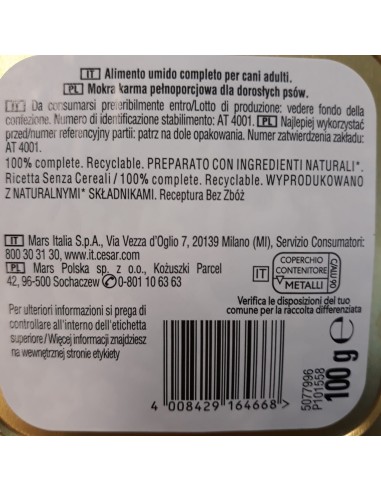 IT Alimento umido completo per cani adulti.
PL Mokra karma pełnoporcjowa dla dorosłych psów.
IT Da consumarsi preferibilmente entro/Lotto di produzione: vedere fondo della
confezione. Numero di identificazione stabilimento: AT 4001. PL Najlepiej wykorzystać
przed/numer referencyjny partii: patrz na dole opakowania. Numer zatwierdzenia zakładu:
AT 4001.
100% complete. Recyclable. PREPARATO CON INGREDIENTI NATURALI*.
Ricetta Senza Cereali / 100% complete. Recyclable. WYPRODUKOWANO
Z NATURALNYMI* SKŁADNIKAMI. Receptura Bez Zbóż
IT Mars Italia S.p.A., Via Vezza d'Oglio 7, 20139 Milano (MI), Servizio Consumatori:
800 30 31 30, www.it.cesar.com
PL Mars Polska sp. z o.o., Kożuszki Parcel
42, 96-500 Sochaczew 0-801 10 63 63
IT
COPERCHIO
CONTENITORE
METALLI
C/ALU90
Verifica le disposizioni del tuo
comune per la raccolta differenziata
Per ulteriori informazioni si prega di
controllare all'interno dell'etichetta
superiore / Więcej informacji znajdziesz
na wewnętrznej stronie etykiety
4 008429 164668
5077996
P101558
100 g e